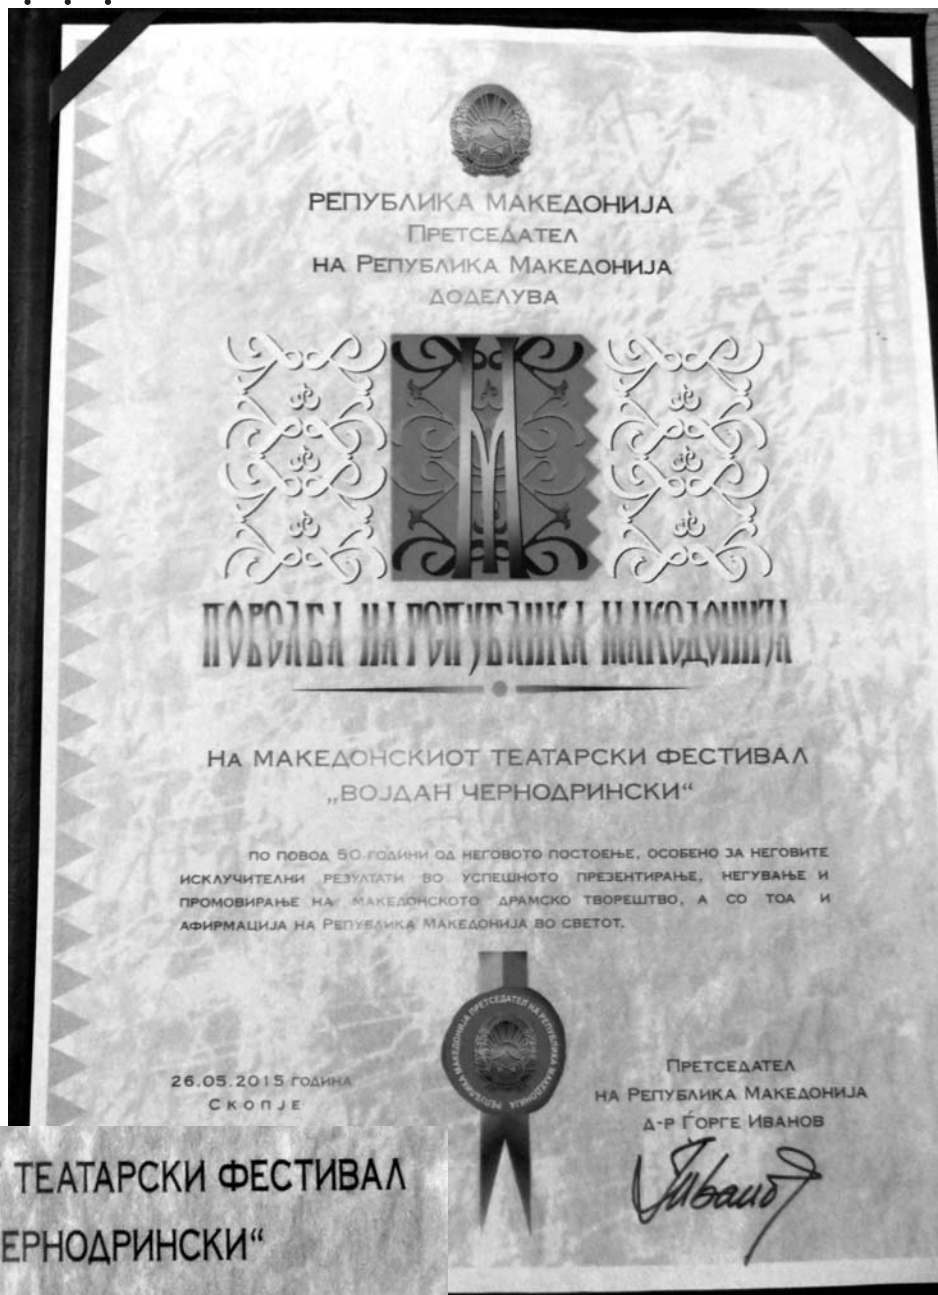 РЕПУБЛИКА МАКЕДОНИЈА
ПРЕТСЕДАТЕЛ
НА РЕПУБЛИКА МАКЕДОНИЈА
ДОДЕЛУВА
ПОВЕЛБА НА РЕПУБЛИКА МАКЕДОНИЈА
НА МАКЕДОНСКИОТ ТЕАТАРСКИ ФЕСТИВАЛ
„ВОЈДАН ЧЕРНОДРИНСКИ“
ПО ПОВОД 50 ГОДИНИ ОД НЕГОВОТО ПОСТОЕЊЕ, ОСОБЕНО ЗА НЕГОВИТЕ
ИСКЛУЧИТЕЛНИ РЕЗУЛТАТИ ВО УСПЕШНОТО ПРЕЗЕНТИРАЊЕ, НЕГУВАЊЕ И
ПРОМОВИРАЊЕ НА МАКЕДОНСКОТО ДРАМСКО ТВОРЕШТВО, А СО ТОА И
АФИРМАЦИЈА НА РЕПУБЛИКА МАКЕДОНИЈА ВО СВЕТОТ.
ПРЕТСЕДАТЕЛ НА РЕПУБЛИКА МАКЕДОНИЈА
РЕПУБЛИКА МАКЕДОНИЈА
26.05.2015 ГОДИНА
СКОПЈЕ
ПРЕТСЕДАТЕЛ
НА РЕПУБЛИКА МАКЕДОНИЈА
Д-Р ЃОРГЕ ИВАНОВ
ТЕАТАРСКИ ФЕСТИВАЛ
ЕРНОДРИНСКИ“